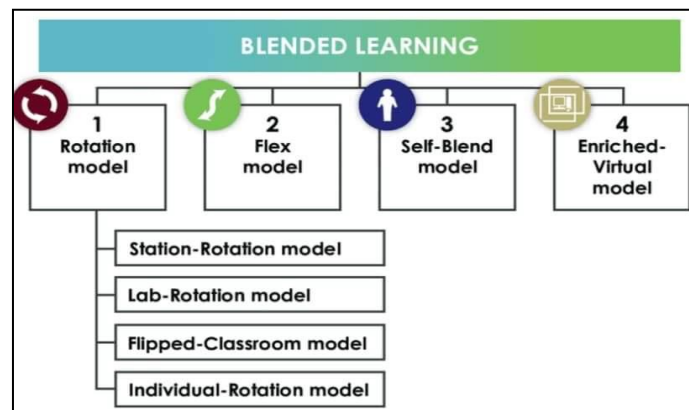 BLENDED LEARNING
1
Rotation
model
2
Flex
model
3
Self-Blend
model
4
Enriched-
Virtual
model
Station-Rotation model
Lab-Rotation model
Flipped-Classroom model
Individual-Rotation model